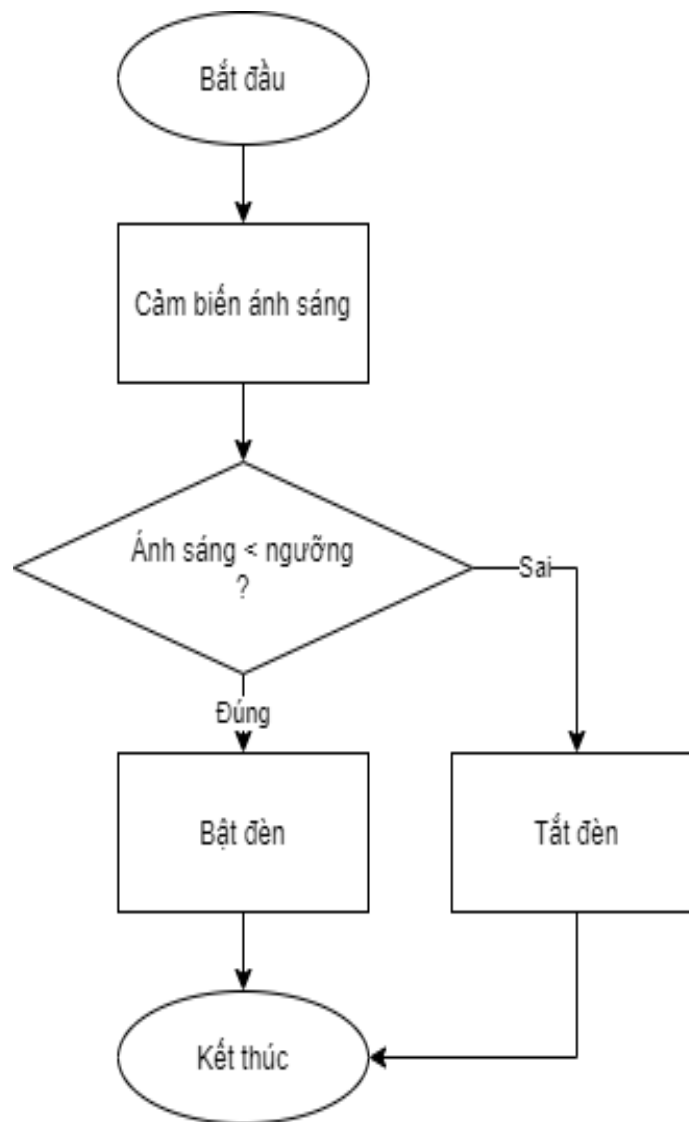 Bắt đầu
Cảm biến ánh sáng
Ánh sáng < ngưỡng
?
Sai
Đúng
Bật đèn
Tắt đèn
Kết thúc